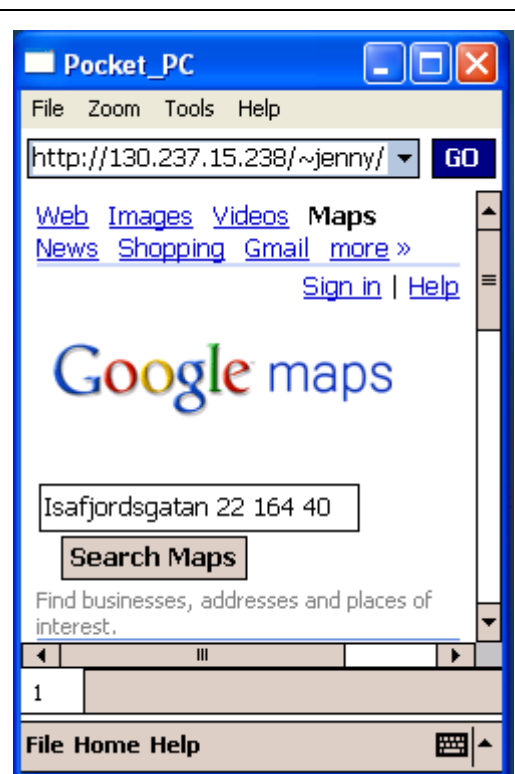 Pocket_PC
File Zoom Tools Help
http://130.237.15.238/~jenny/ GO
Web Images Videos Maps
News Shopping Gmail more »
Sign in | Help
Google maps
Isafjordsgatan 22 164 40
Search Maps
Find businesses, addresses and places of
interest.
1
File Home Help